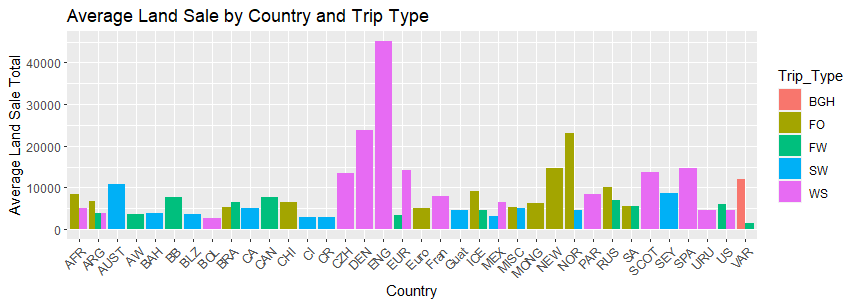 Average Land Sale by Country and Trip Type
Average Land Sale Total
40000
30000
20000
10000
0
AFR ARG AUST AW BAH BB BLZ BOL BRA CA CAN CHI CI CR CZH DEN ENG EUR Euro Fran Guat ICE MEX MISC MONG NEW NOR PAR RUS SA SCOT SEY SPA URU US VAR
Country
Trip_Type
BGH
FO
FW
SW
WS